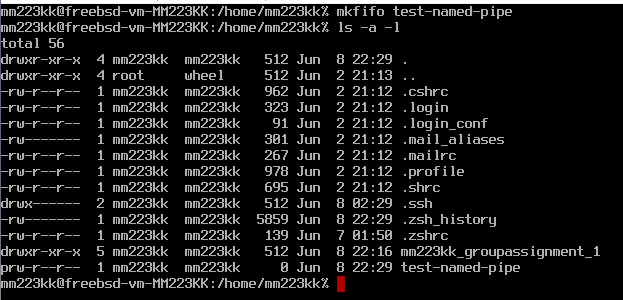 mm223kk@freebsd-vm-MM223KK:/home/mm223kk% mkfifo test-named-pipe
mm223kk@freebsd-vm-MM223KK:/home/mm223kk% ls -a -l
total 56
drwxr-xr-x  4 mm223kk  mm223kk   512 Jun  8 22:29 .
drwxr-xr-x  4 root     wheel     512 Jun  2 21:13 ..
-rw-r--r--  1 mm223kk  mm223kk   962 Jun  2 21:12 .cshrc
-rw-r--r--  1 mm223kk  mm223kk   323 Jun  2 21:12 .login
-rw-r--r--  1 mm223kk  mm223kk    91 Jun  2 21:12 .login_conf
-rw-------  1 mm223kk  mm223kk   301 Jun  2 21:12 .mail_aliases
-rw-r--r--  1 mm223kk  mm223kk   267 Jun  2 21:12 .mailrc
-rw-r--r--  1 mm223kk  mm223kk   978 Jun  2 21:12 .profile
-rw-r--r--  1 mm223kk  mm223kk   695 Jun  2 21:12 .shrc
drwx------  2 mm223kk  mm223kk   512 Jun  8 02:29 .ssh
-rw-------  1 mm223kk  mm223kk  5859 Jun  8 22:29 .zsh_history
-rw-r--r--  1 mm223kk  mm223kk   139 Jun  7 01:50 .zshrc
drwxr-xr-x  5 mm223kk  mm223kk   512 Jun  8 22:16 mm223kk_groupassignment_1
prw-r--r--  1 mm223kk  mm223kk     0 Jun  8 22:29 test-named-pipe
mm223kk@freebsd-vm-MM223KK:/home/mm223kk%